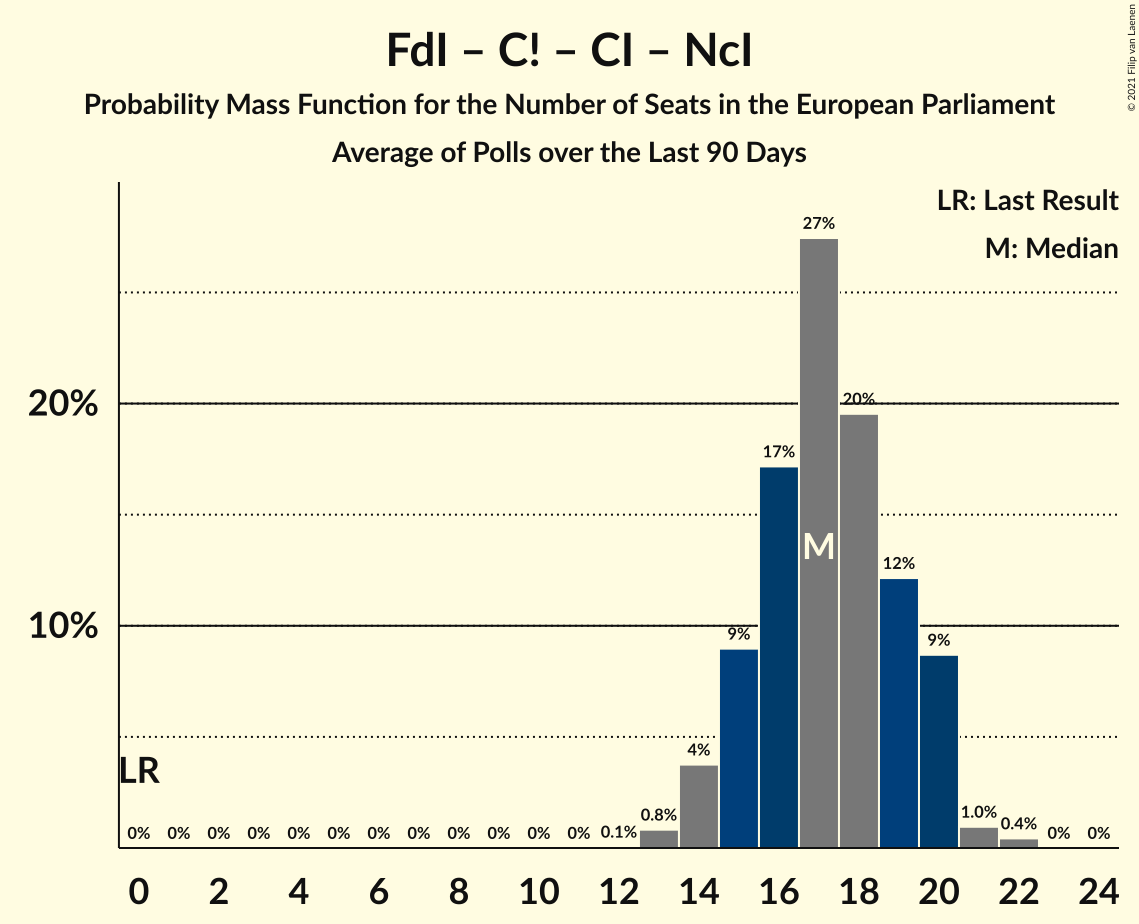 FdI – C! – CI – NcI
Probability Mass Function for the Number of Seats in the European Parliament
Average of Polls over the Last 90 Days
© 2021 Filip van Laenen
LR: Last Result
M: Median
20%
10%
LR
M
0% 0% 0% 0% 0% 0% 0% 0% 0% 0% 0% 0% 0.1% 0.8% 4% 9% 17% 27% 20% 12% 9% 1.0% 0.4% 0% 0%
0 2 4 6 8 10 12 14 16 18 20 22 24